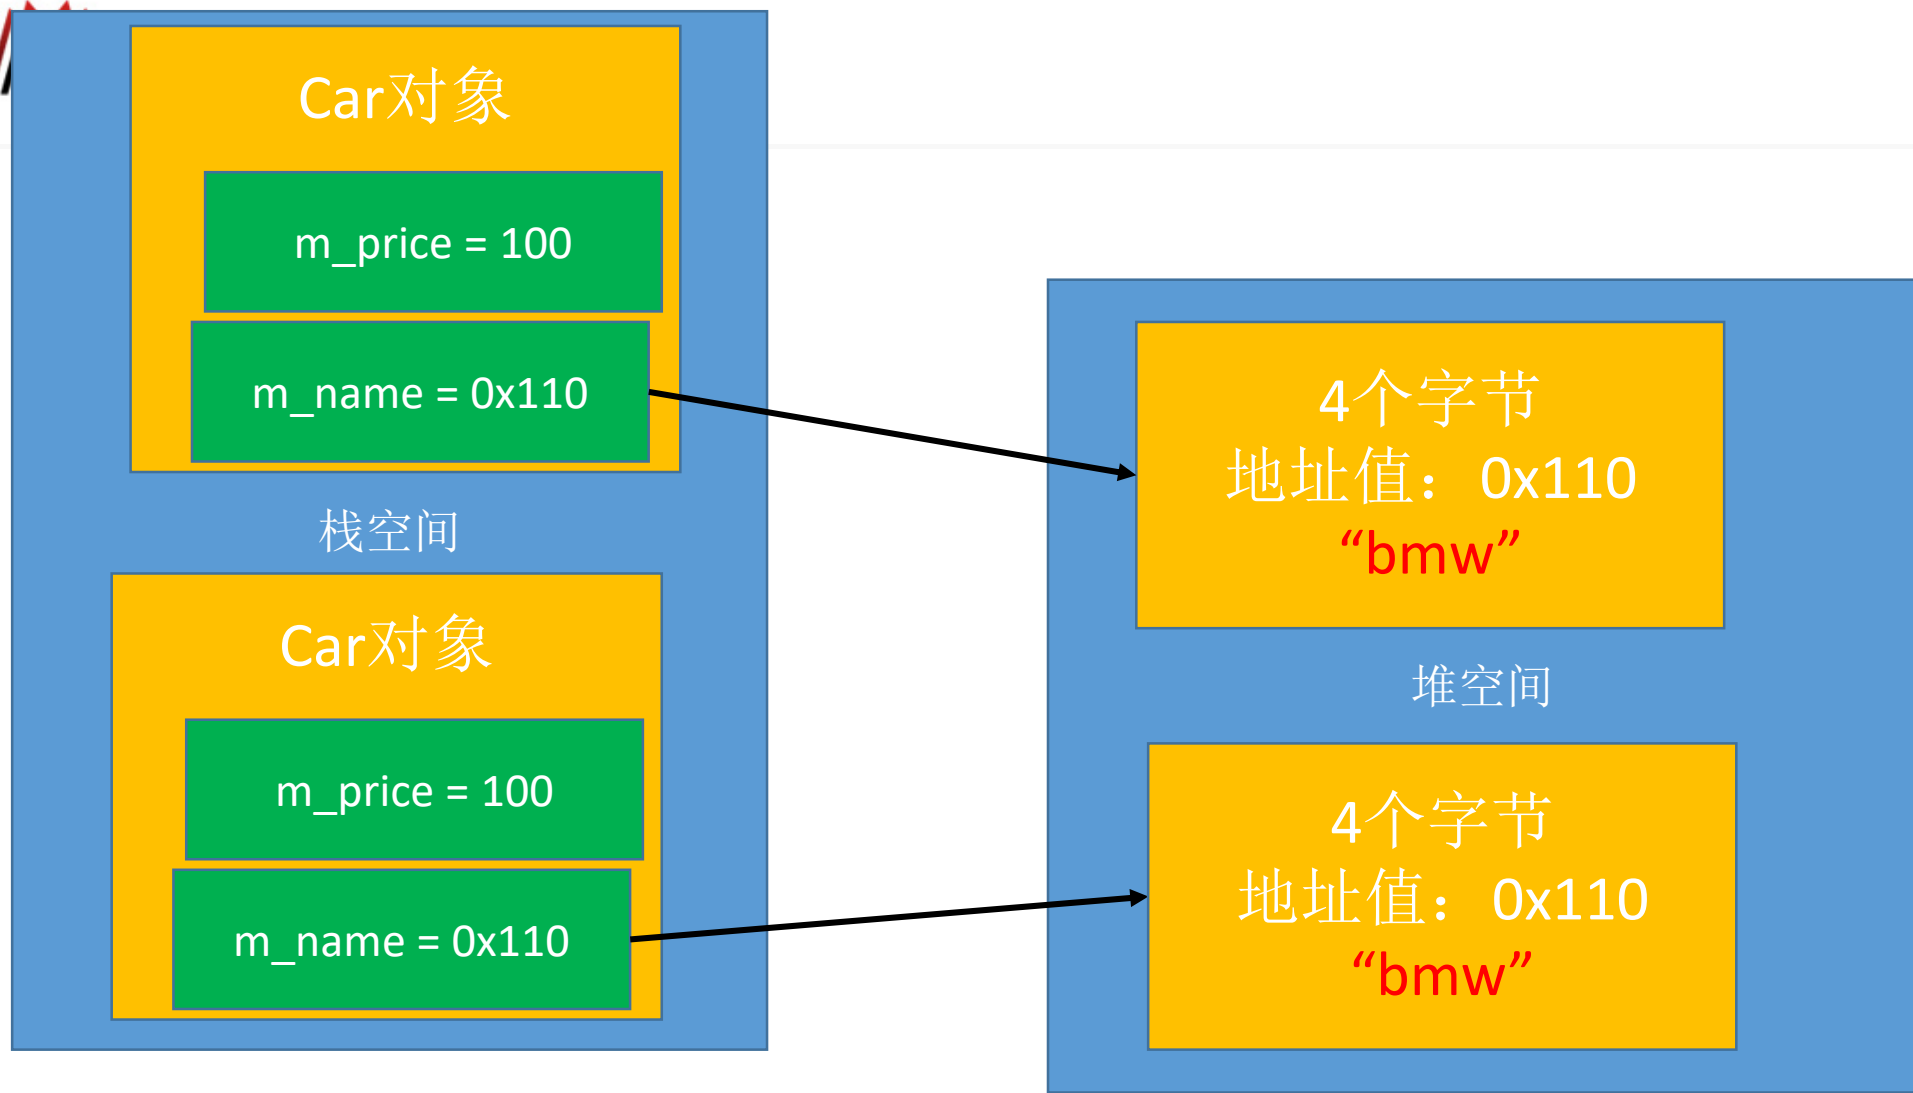 Car对象
m_price = 100
m_name = 0x110
栈空间
Car对象
m_price = 100
m_name = 0x110
4个字节
地址值：0x110
“bmw”
堆空间
4个字节
地址值：0x110
“bmw”